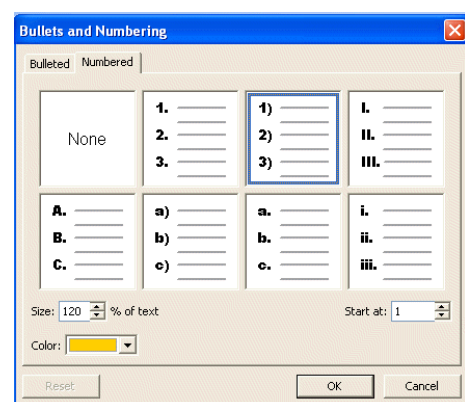 Bullets and Numbering
Bulleted Numbered
None
1.
2.
3.
1)
2)
3)
I.
II.
III.
A.
B.
C.
a)
b)
c)
a.
b.
c.
i.
ii.
iii.
Size: 120 % of text Start at: 1
Color:
Reset OK Cancel